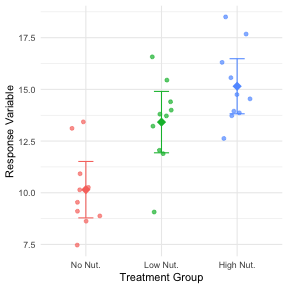 Response Variable
17.5
15.0
12.5
10.0
7.5
No Nut.
Low Nut.
High Nut.
Treatment Group